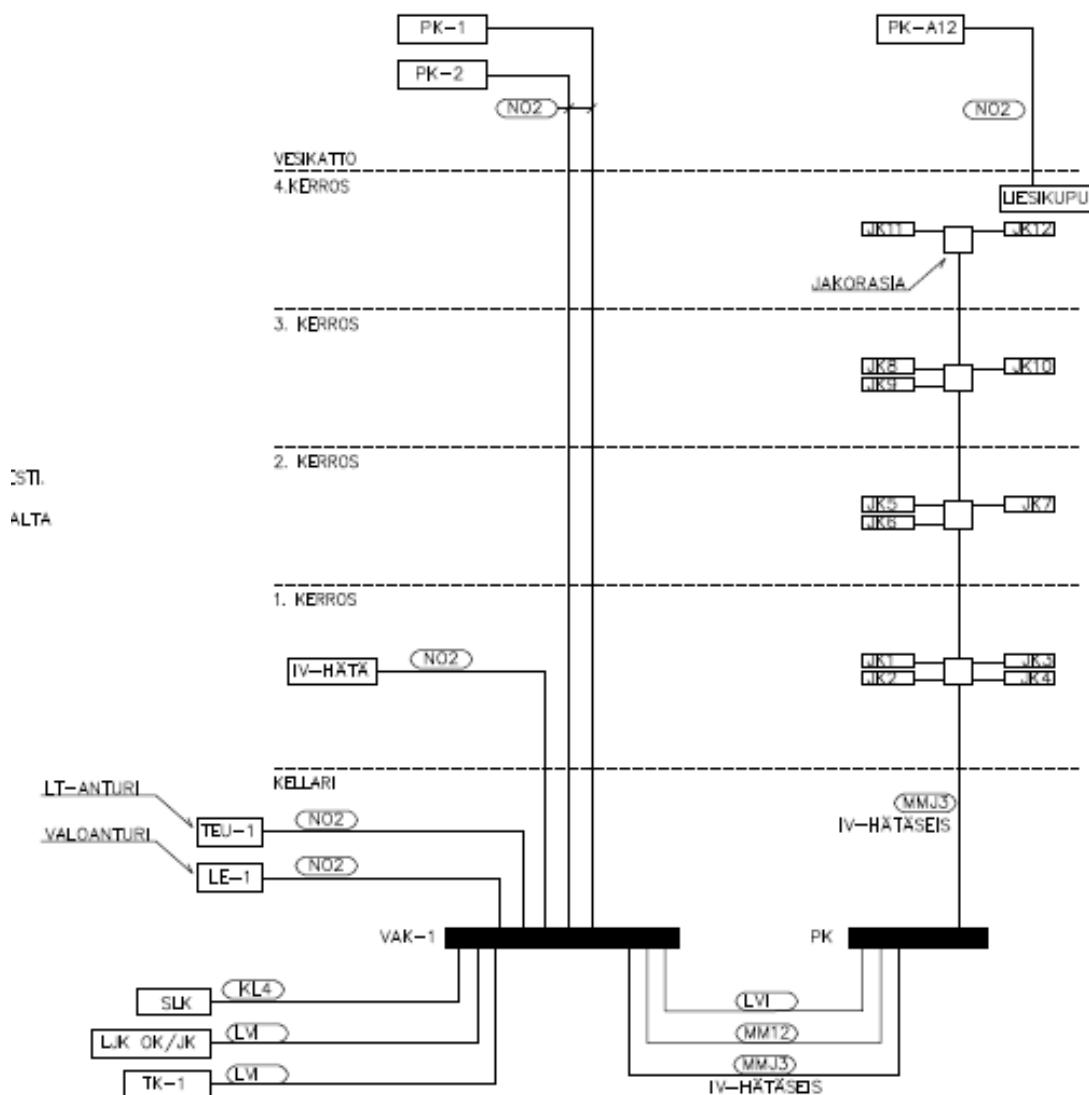 PK-1
PK-A12
PK-2
NO2
NO2
VESIKATTO
4.KERROS
LIESIKUPU
JK11
JK12
JAKORASIA
3. KERROS
JK8
JK10
JK9
2. KERROS
ESTI.
JK5
JK7
ALTA
JK6
1. KERROS
NO2
IV-HÄTÄ
JK1
JK3
JK2
JK4
KELLARI
LT-ANTURI
MMJ3
IV-HÄTÄSEIS
TEU-1
NO2
VALOANTURI
LE-1
NO2
VAK-1
PK
SLK
KL4
LVI
LJK OK/JK
LVI
MM12
TK-1
LVI
MMJ3
IV-HÄTÄSEIS